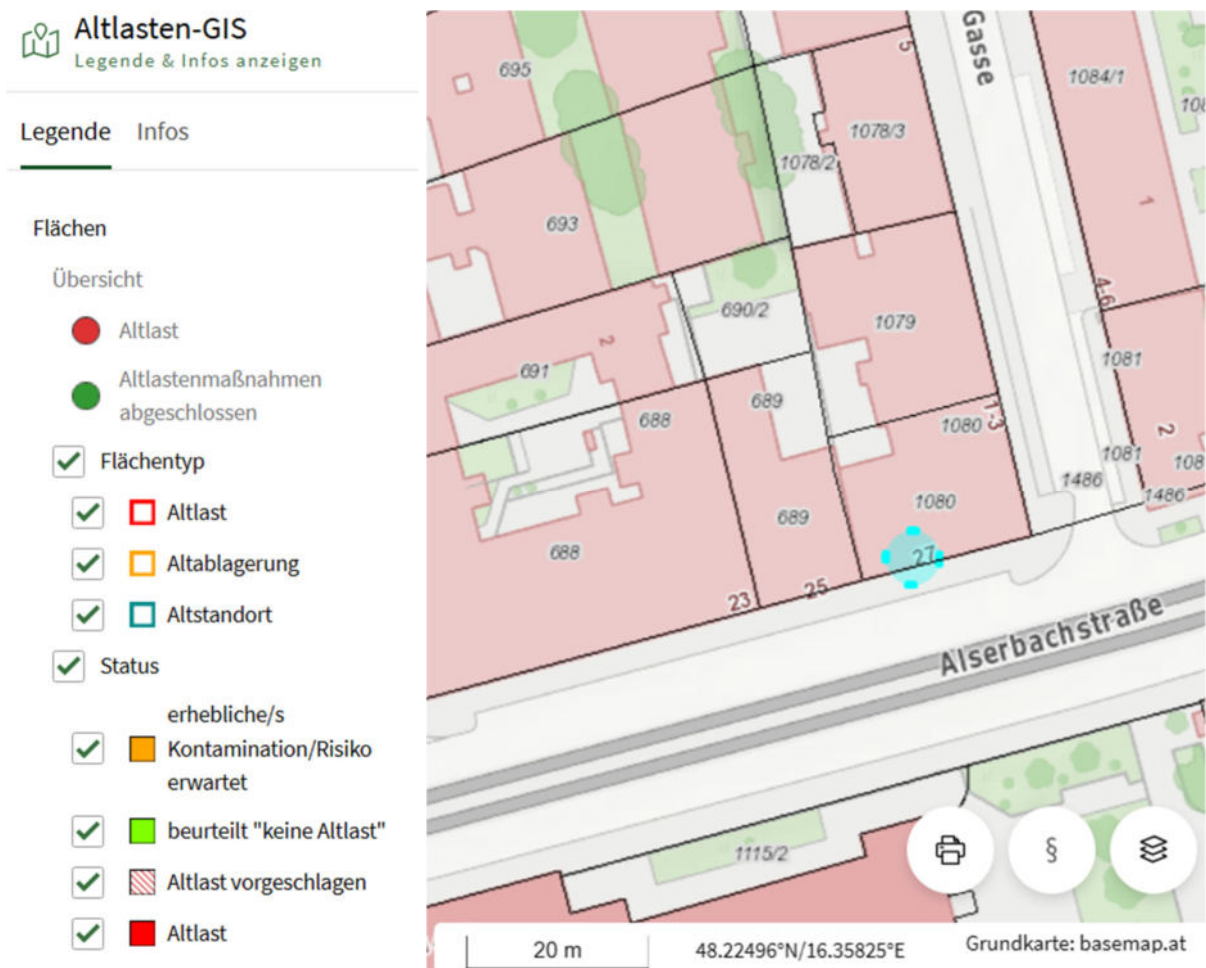 Altlasten-GIS
Legende & Infos anzeigen
Legende Infos
Flächen
Übersicht
Altlast
Altlastenmaßnahmen
abgeschlossen
Flächentyp
Altlast
Altablagerung
Altstandort
Status
erhebliche/s
Kontamination/Risiko
erwartet
beurteilt "keine Altlast"
Altlast vorgeschlagen
Altlast
Gasse
695
5
1084/1
1078/3
1078/2
1
693
4-6
690/2
1079
2
691
1081
689
688
1080
1-3
2
1081
1486
1486
1080
689
688
27
25
23
Alserbachstraße
1115/2
§
20 m
48.22496°N/16.35825°E
Grundkarte: basemap.at